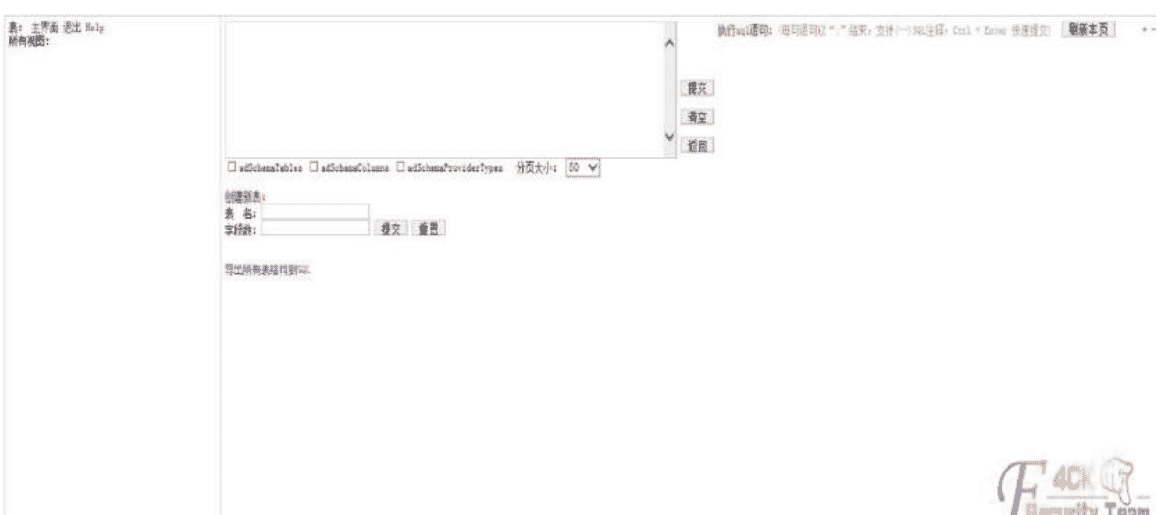 表: 主界面 退出 Help
所有视图:
执行sql语句: (每句语句以“;”结束, 支持(--)SQL注释, Ctrl + Enter 快速提交) 刷新本页
提交
清空
返回
adSchemaTables adSchemaColumns adSchemaProviderTypes 分页大小: 50
创建新表:
表 名:
字段数: 提交 重置
导出所有表结构到SQL
F4CK
Security Team